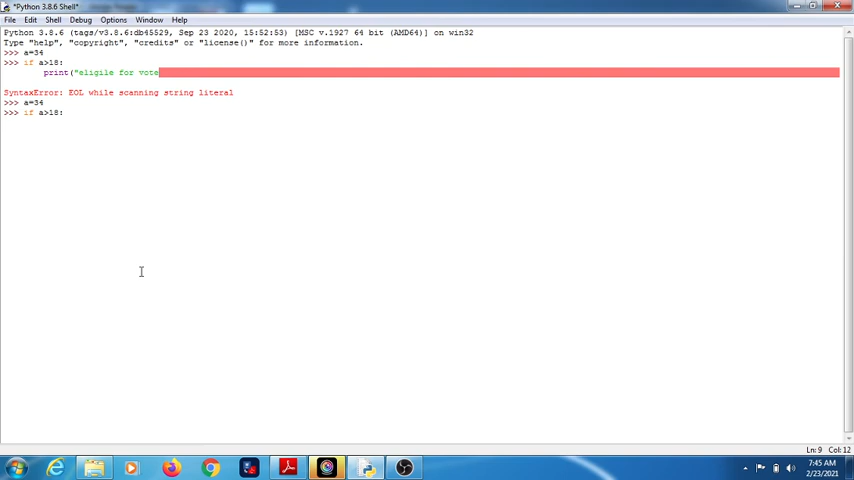 *Python 3.8.6 Shell*
File Edit Shell Debug Options Window Help
Python 3.8.6 (tags/v3.8.6:db45529, Sep 23 2020, 15:52:53) [MSC v.1927 64 bit (AMD64)] on win32
Type "help", "copyright", "credits" or "license()" for more information.
>>> a=34
>>> if a>18:
print("eligile for vote
SyntaxError: EOL while scanning string literal
>>> a=34
>>> if a>18:
Ln: 9 Col: 12
7:45 AM
2/23/2021